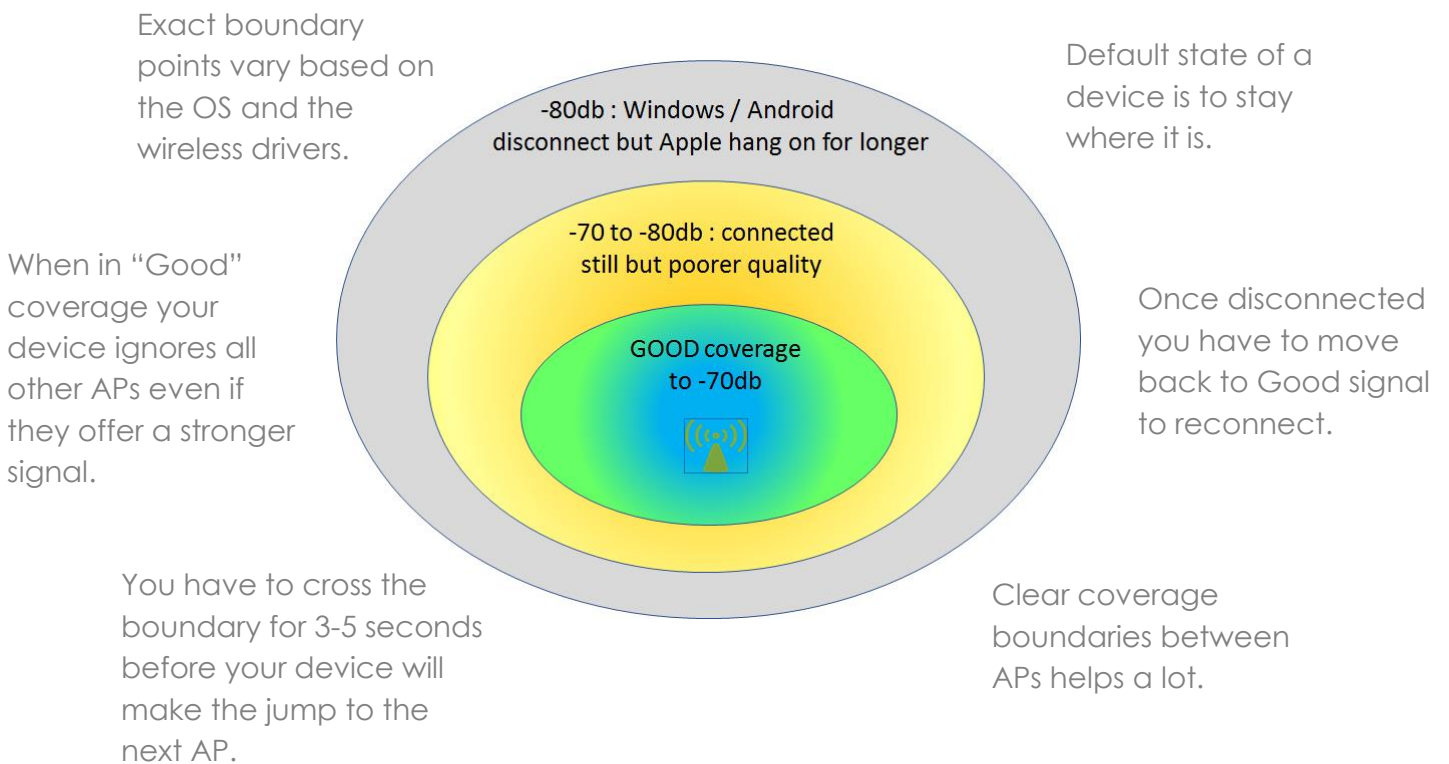 Exact boundary
points vary based on
the OS and the
wireless drivers.
Default state of a
device is to stay
where it is.
-80db : Windows / Android
disconnect but Apple hang on for longer
-70 to -80db : connected
still but poorer quality
GOOD coverage
to -70db
When in “Good”
coverage your
device ignores all
other APs even if
they offer a stronger
signal.
Once disconnected
you have to move
back to Good signal
to reconnect.
You have to cross the
boundary for 3-5 seconds
before your device will
make the jump to the
next AP.
Clear coverage
boundaries between
APs helps a lot.